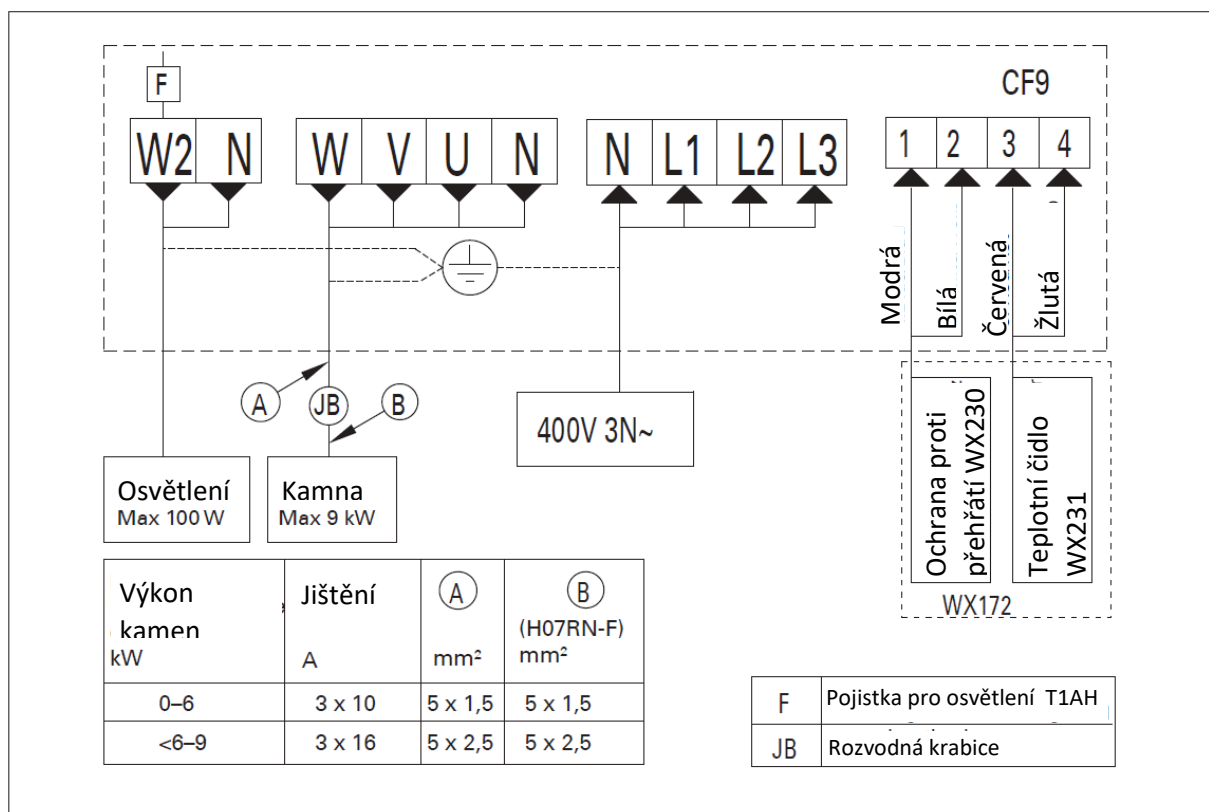 F
CF9
W2 N
W V U N
N L1 L2 L3
1 2 3 4
Modrá
Bílá
Červená
Žlutá
A
JB
B
400V 3N~
Osvětlení
Max 100 W
Kamna
Max 9 kW
Ochrana proti
přehřátí WX230
Teplotní čidlo
WX231
WX172
Výkon
kamen
kW
Jištění
A
A
mm²
B
(H07RN-F)
mm²
0–6 3 x 10 5 x 1,5 5 x 1,5
<6–9 3 x 16 5 x 2,5 5 x 2,5
F Pojistka pro osvětlení T1AH
JB Rozvodná krabice